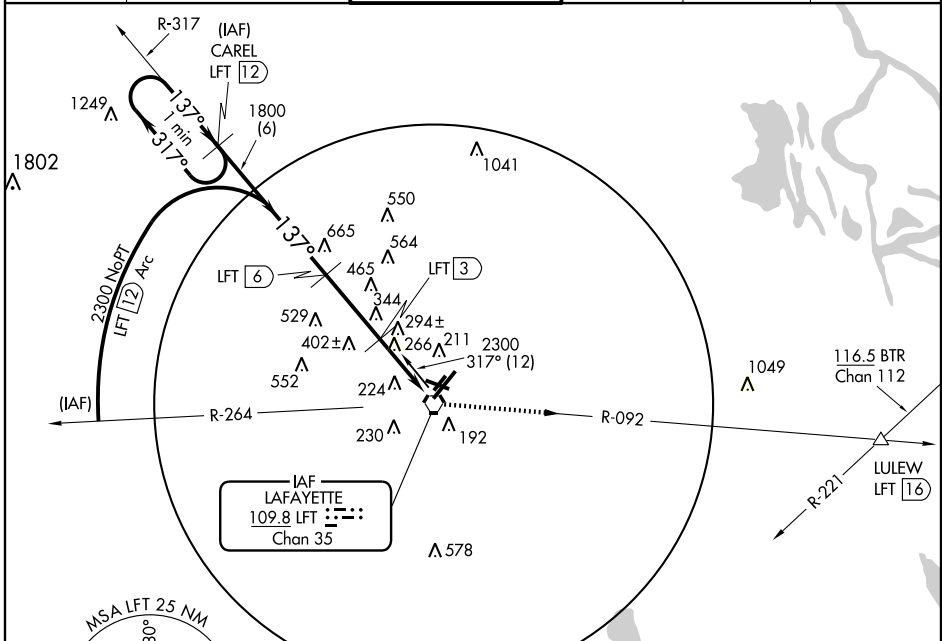 R-317
(IAF)
CAREL
LFT 12
1249
137°
1 min
317°
1800
(6)
1802
1041
2300 NoPT
LFT 12 Arc
137°
665
550
564
LFT 6
465
LFT 3
344
529
294±
402±
266
211
2300
317° (12)
552
224
1049
116.5 BTR
Chan 112
(IAF)
R-264
R-092
230
192
LULEW
LFT 16
R-221
IAF
LAFAYETTE
109.8 LFT
Chan 35
578
MSA LFT 25 NM